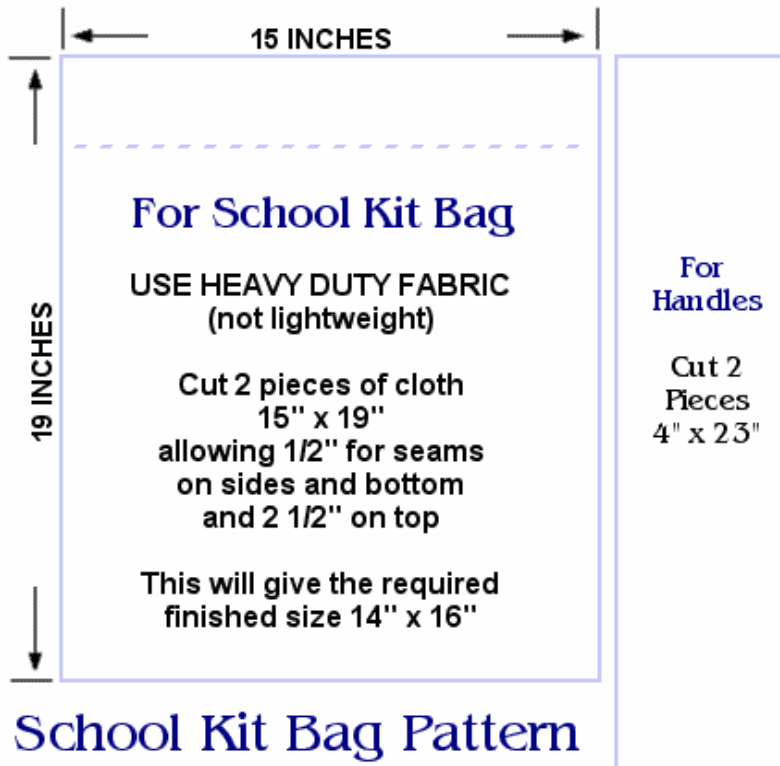 15 INCHES
19 INCHES
For School Kit Bag
USE HEAVY DUTY FABRIC
(not lightweight)
Cut 2 pieces of cloth
15" x 19"
allowing 1/2" for seams
on sides and bottom
and 2 1/2" on top
This will give the required
finished size 14" x 16"
For
Handles
Cut 2
Pieces
4" x 23"
School Kit Bag Pattern